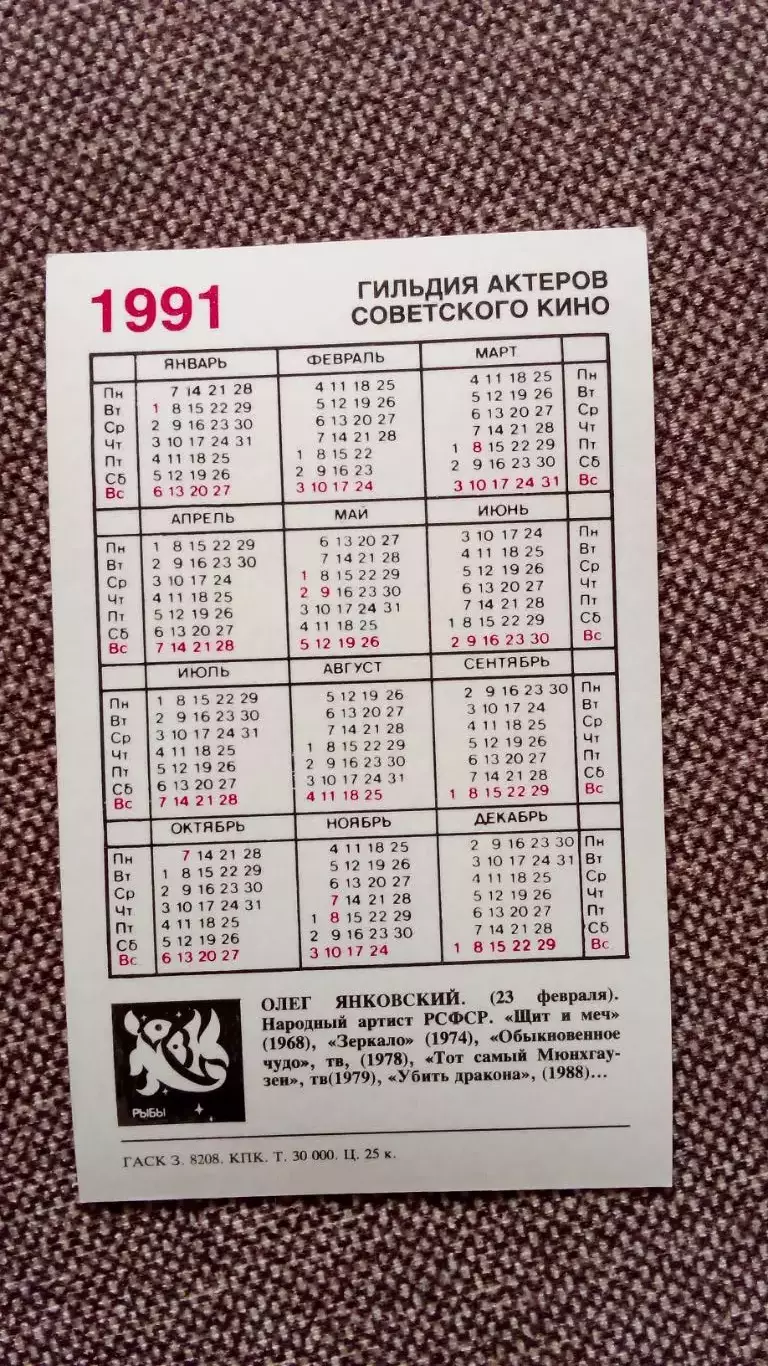 1991
ГИЛЬДИЯ АКТЕРОВ
СОВЕТСКОГО КИНО
ЯНВАРЬ ФЕВРАЛЬ МАРТ
Пн 7 14 21 28 4 11 18 25 4 11 18 25 Пн
Вт 1 8 15 22 29 5 12 19 26 5 12 19 26 Вт
Ср 2 9 16 23 30 6 13 20 27 6 13 20 27 Ср
Чт 3 10 17 24 31 7 14 21 28 7 14 21 28 Чт
Пт 4 11 18 25 1 8 15 22 1 8 15 22 29 Пт
Сб 5 12 19 26 2 9 16 23 2 9 16 23 30 Сб
Вс 6 13 20 27 3 10 17 24 3 10 17 24 31 Вс
АПРЕЛЬ МАЙ ИЮНЬ
Пн 1 8 15 22 29 6 13 20 27 3 10 17 24 Пн
Вт 2 9 16 23 30 7 14 21 28 4 11 18 25 Вт
Ср 3 10 17 24 1 8 15 22 29 5 12 19 26 Ср
Чт 4 11 18 25 2 9 16 23 30 6 13 20 27 Чт
Пт 5 12 19 26 3 10 17 24 31 7 14 21 28 Пт
Сб 6 13 20 27 4 11 18 25 1 8 15 22 29 Сб
Вс 7 14 21 28 5 12 19 26 2 9 16 23 30 Вс
ИЮЛЬ АВГУСТ СЕНТЯБРЬ
Пн 1 8 15 22 29 5 12 19 26 2 9 16 23 30 Пн
Вт 2 9 16 23 30 6 13 20 27 3 10 17 24 Вт
Ср 3 10 17 24 31 7 14 21 28 4 11 18 25 Ср
Чт 4 11 18 25 1 8 15 22 29 5 12 19 26 Чт
Пт 5 12 19 26 2 9 16 23 30 6 13 20 27 Пт
Сб 6 13 20 27 3 10 17 24 31 7 14 21 28 Сб
Вс 7 14 21 28 4 11 18 25 1 8 15 22 29 Вс
ОКТЯБРЬ НОЯБРЬ ДЕКАБРЬ
Пн 7 14 21 28 4 11 18 25 2 9 16 23 30 Пн
Вт 1 8 15 22 29 5 12 19 26 3 10 17 24 31 Вт
Ср 2 9 16 23 30 6 13 20 27 4 11 18 25 Ср
Чт 3 10 17 24 31 7 14 21 28 5 12 19 26 Чт
Пт 4 11 18 25 1 8 15 22 29 6 13 20 27 Пт
Сб 5 12 19 26 2 9 16 23 30 7 14 21 28 Сб
Вс 6 13 20 27 3 10 17 24 1 8 15 22 29 Вс
ОЛЕГ ЯНКОВСКИЙ. (23 февраля).
Народный артист РСФСР. «Щит и меч»
(1968), «Зеркало» (1974), «Обыкновенное
чудо», тв, (1978), «Тот самый Мюнхгау-
зен», тв(1979), «Убить дракона», (1988)...
РЫБЫ
ГАСК З. 8208. КПК. Т. 30 000. Ц. 25 к.